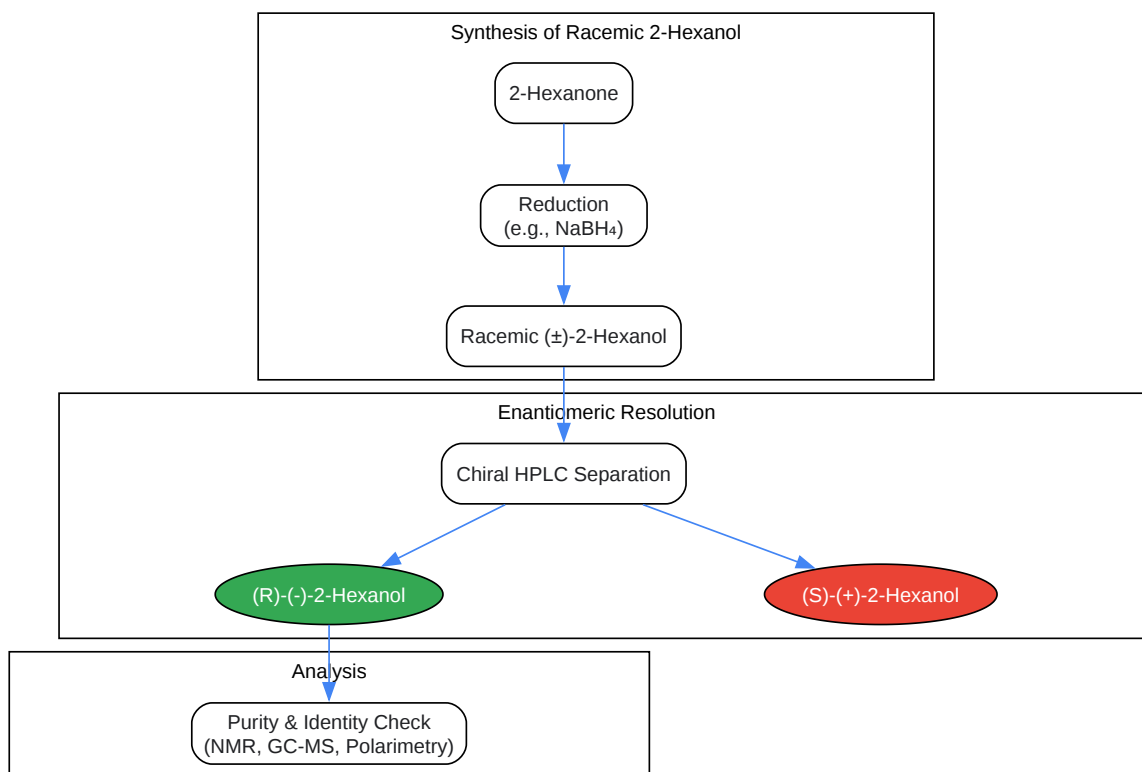 Synthesis of Racemic 2-Hexanol
2-Hexanone
Reduction
(e.g., NaBH₄)
Racemic (±)-2-Hexanol
Enantiomeric Resolution
Chiral HPLC Separation
(R)-(-)-2-Hexanol
(S)-(+)-2-Hexanol
Analysis
Purity & Identity Check
(NMR, GC-MS, Polarimetry)